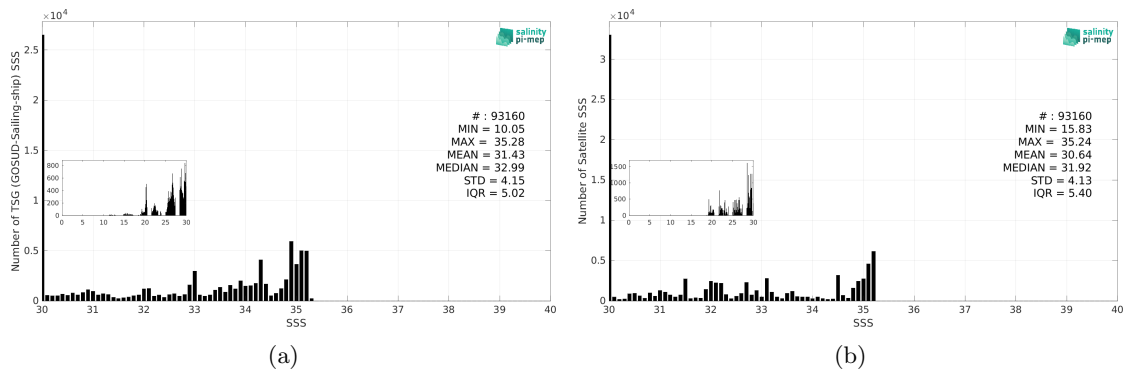 ×10⁴
2.5
2
1.5
1
0.5
0
Number of TSG (GOSUD-Sailing-ship) SSS
30 31 32 33 34 35 36 37 38 39 40
SSS
salinity
pi-mep
# : 93160
MIN = 10.05
MAX = 35.28
MEAN = 31.43
MEDIAN = 32.99
STD = 4.15
IQR = 5.02
800
600
400
200
0
0 5 10 15 20 25 30
(a)
×10⁴
3.5
3
2.5
2
1.5
1
0.5
0
Number of Satellite SSS
30 31 32 33 34 35 36 37 38 39 40
SSS
salinity
pi-mep
# : 93160
MIN = 15.83
MAX = 35.24
MEAN = 30.64
MEDIAN = 31.92
STD = 4.13
IQR = 5.40
1500
1000
500
0
0 5 10 15 20 25 30
(b)